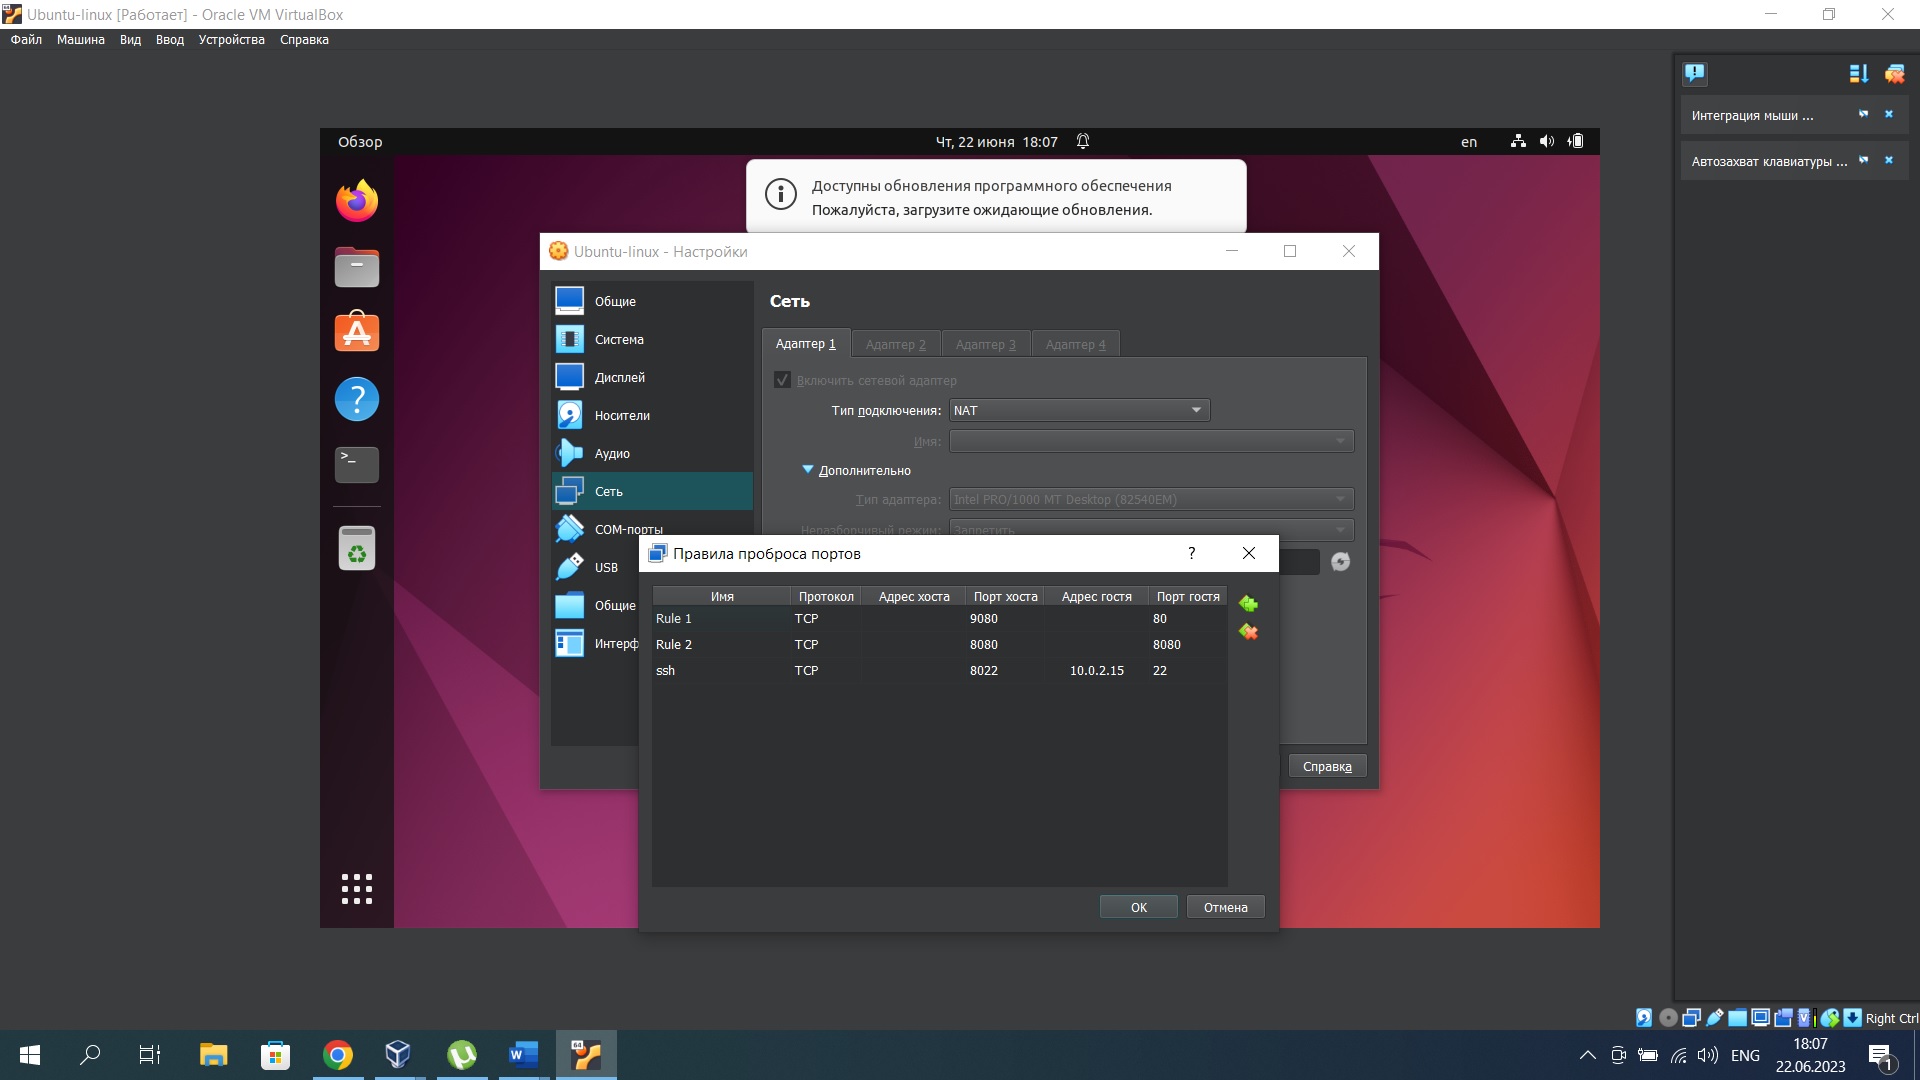 Ubuntu-linux [Работает] - Oracle VM VirtualBox
Файл Машина Вид Ввод Устройства Справка
Интеграция мыши ...
Автозахват клавиатуры ...
Обзор Чт, 22 июня 18:07 en
Доступны обновления программного обеспечения
Пожалуйста, загрузите ожидающие обновления.
Ubuntu-linux - Настройки
Общие
Система
Дисплей
Носители
Аудио
Сеть
COM-порты
USB
Общие
Интерф
Сеть
Адаптер 1 Адаптер 2 Адаптер 3 Адаптер 4
Включить сетевой адаптер
Тип подключения: NAT
Имя:
Дополнительно
Тип адаптера: Intel PRO/1000 MT Desktop (82540EM)
Неразборчивый режим: Запретить
Справка
Правила проброса портов ?
Имя Протокол Адрес хоста Порт хоста Адрес гостя Порт гостя
Rule 1 TCP 9080 80
Rule 2 TCP 8080 8080
ssh TCP 8022 10.0.2.15 22
OK Отмена
Right Ctrl
ENG
18:07
22.06.2023
1